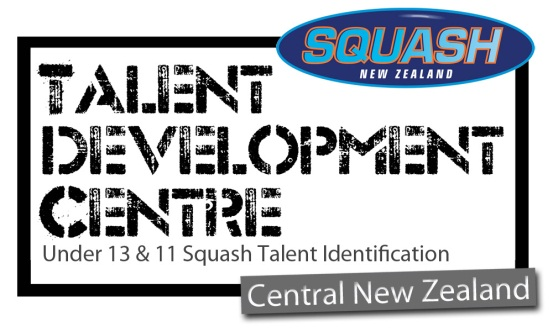 SQUASH
NEW ZEALAND
TALENT
DEVELOPMENT
CENTRE
Under 13 & 11 Squash Talent Identification
Central New Zealand